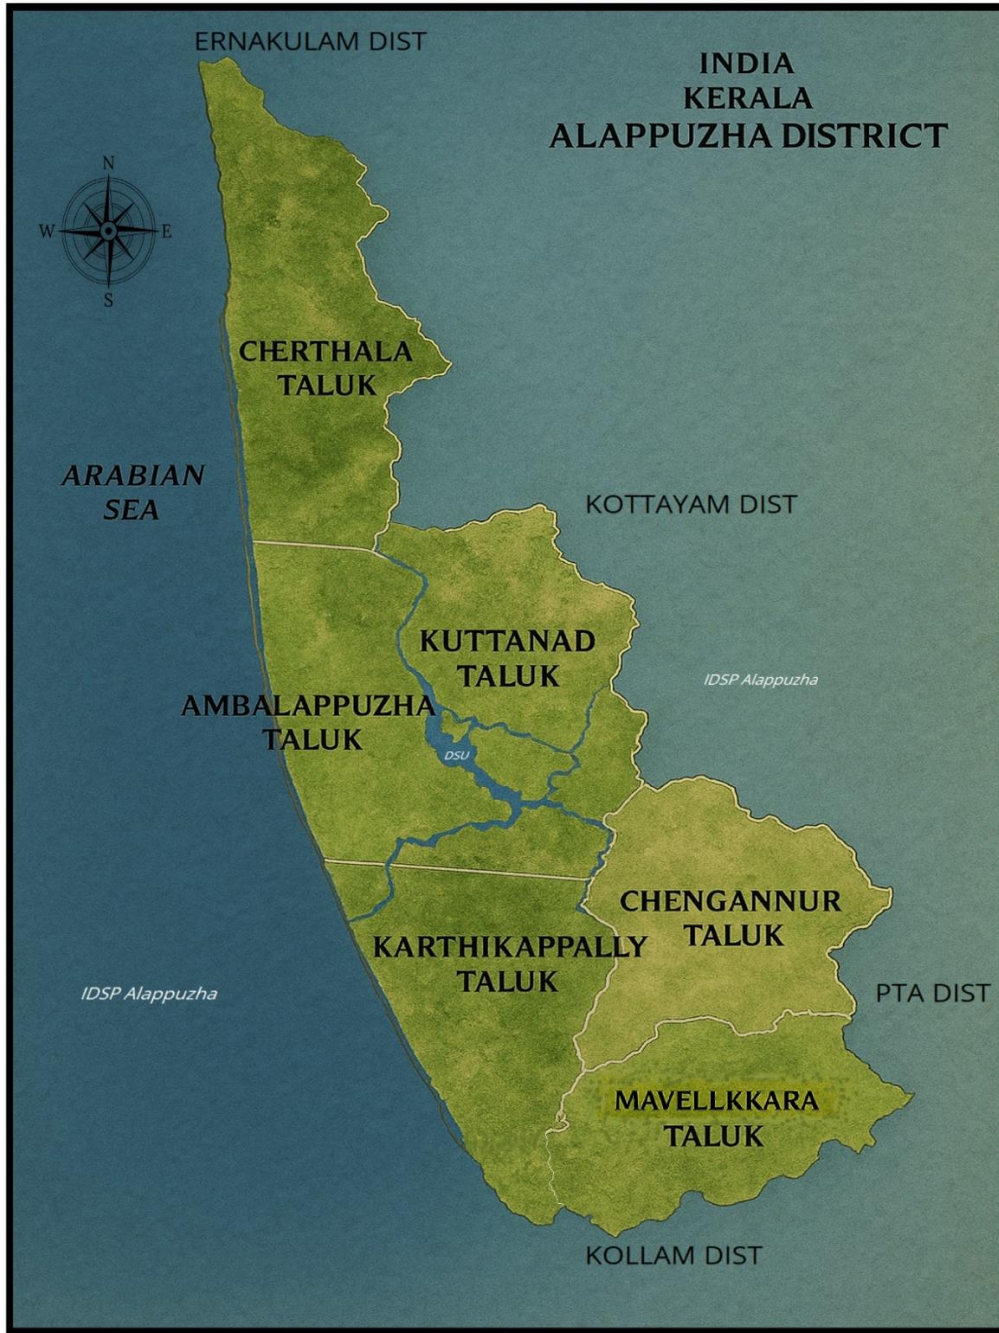 ERNAKULAM DIST
INDIA
KERALA
ALAPPUZHA DISTRICT
N
W E
S
CHERTHALA
TALUK
ARABIAN
SEA
KOTTAYAM DIST
KUTTANAD
TALUK
IDSP Alappuzha
AMBALAPPUZHA
TALUK
DSU
CHENGANNUR
TALUK
KARTHIKAPPALLY
TALUK
IDSP Alappuzha
PTA DIST
MAVELLKKARA
TALUK
KOLLAM DIST